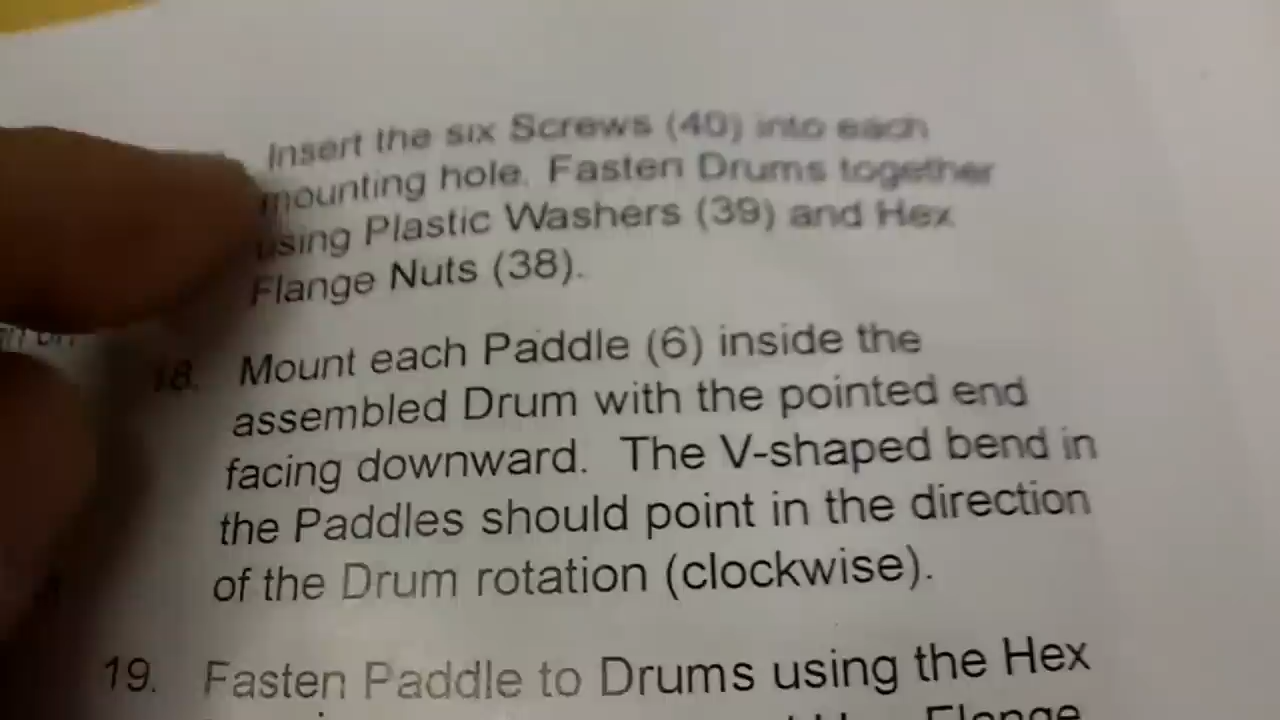 Insert the six Screws (40) into each
mounting hole. Fasten Drums together
using Plastic Washers (39) and Hex
Flange Nuts (38).
18. Mount each Paddle (6) inside the
assembled Drum with the pointed end
facing downward. The V-shaped bend in
the Paddles should point in the direction
of the Drum rotation (clockwise).
19. Fasten Paddle to Drums using the Hex
Flange